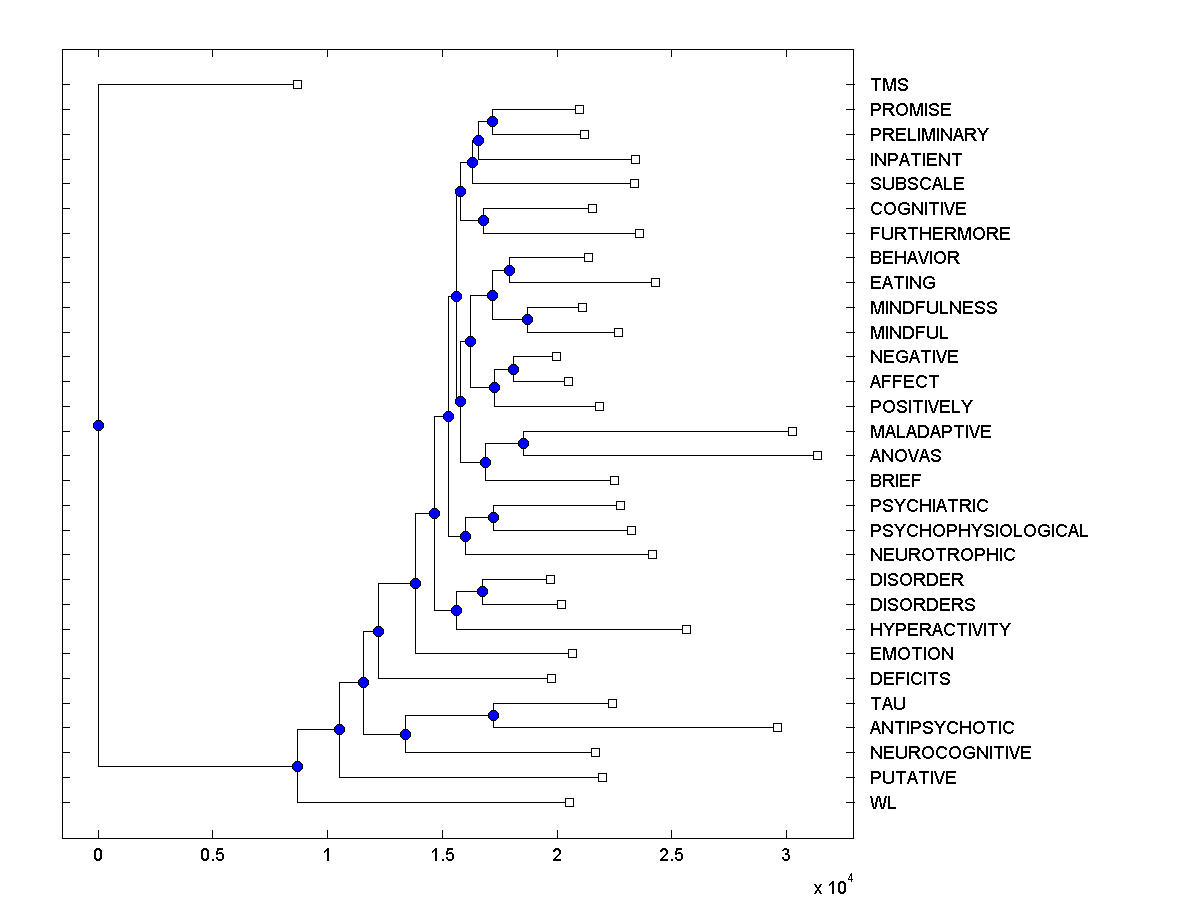 TMS
PROMISE
PRELIMINARY
INPATIENT
SUBSCALE
COGNITIVE
FURTHERMORE
BEHAVIOR
EATING
MINDFULNESS
MINDFUL
NEGATIVE
AFFECT
POSITIVELY
MALADAPTIVE
ANOVAS
BRIEF
PSYCHIATRIC
PSYCHOPHYSIOLOGICAL
NEUROTROPHIC
DISORDER
DISORDERS
HYPERACTIVITY
EMOTION
DEFICITS
TAU
ANTIPSYCHOTIC
NEUROCOGNITIVE
PUTATIVE
WL
0 0.5 1 1.5 2 2.5 3
x 10^4